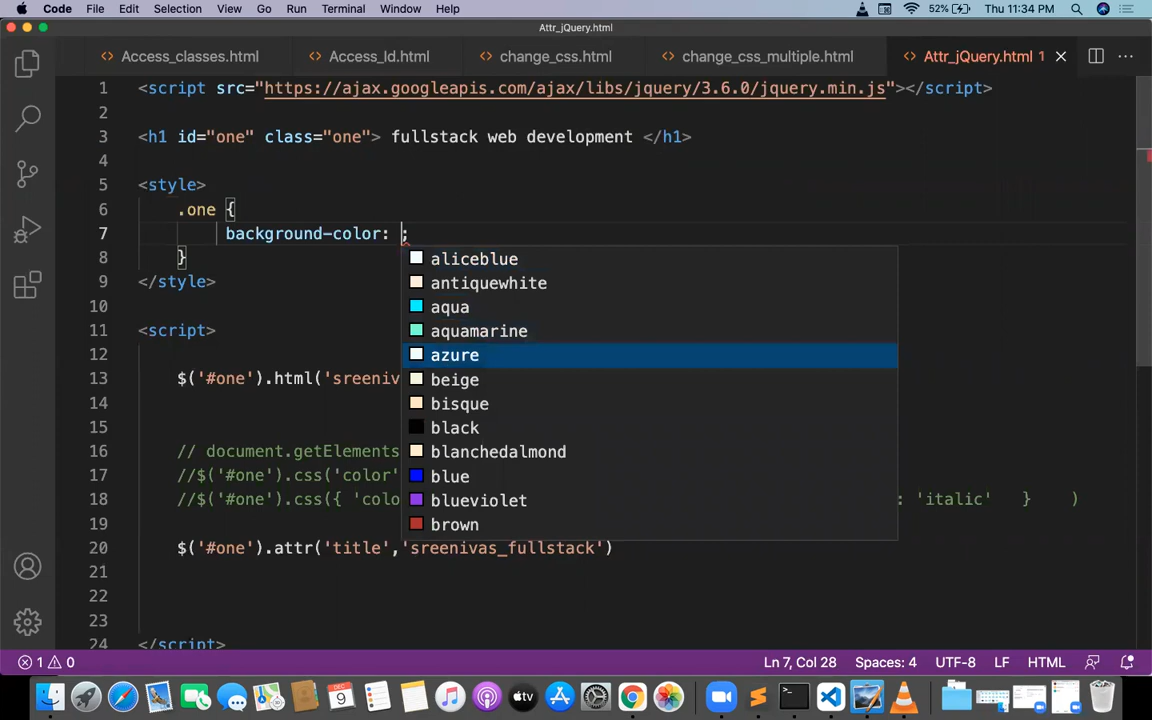 Code File Edit Selection View Go Run Terminal Window Help 52% Thu 11:34 PM
Attr_jQuery.html
Access_classes.html Access_Id.html change_css.html change_css_multiple.html Attr_jQuery.html 1
1 <script src="https://ajax.googleapis.com/ajax/libs/jquery/3.6.0/jquery.min.js"></script>
2
3 <h1 id="one" class="one"> fullstack web development </h1>
4
5 <style>
6 .one {
7 background-color: ;
8 }
9 </style>
10
11 <script>
12
13 $('#one').html('sreeniv
14
15
16 // document.getElements
17 //$('#one').css('color'
18 //$('#one').css({ 'colo : 'italic' } )
19
20 $('#one').attr('title','sreenivas_fullstack')
21
22
23
24 </script>
aliceblue
antiquewhite
aqua
aquamarine
azure
beige
bisque
black
blanchedalmond
blue
blueviolet
brown
1 0 Ln 7, Col 28 Spaces: 4 UTF-8 LF HTML
9
tv